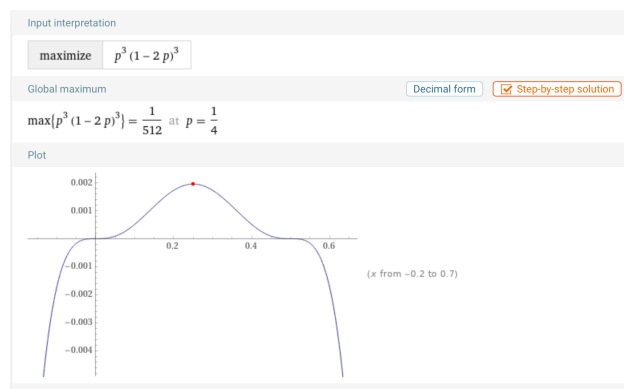 Input interpretation
maximize p³ (1 – 2 p)³
Global maximum Decimal form Step-by-step solution
max{p³ (1 – 2 p)³} = 1/512 at p = 1/4
Plot
0.002
0.001
0.2 0.4 0.6
–0.001
(x from –0.2 to 0.7)
–0.002
–0.003
–0.004